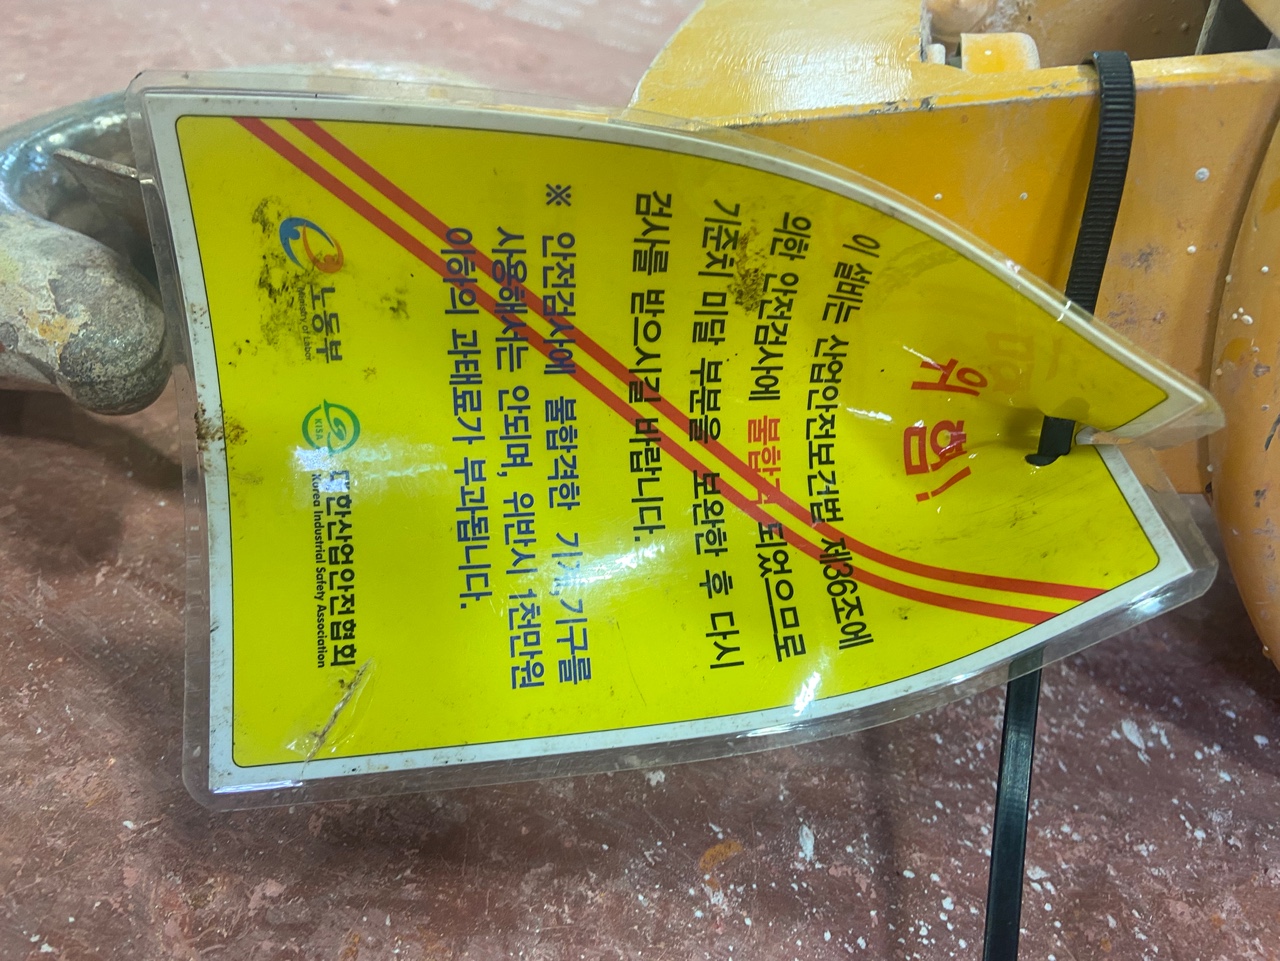 위험!
이 설비는 산업안전보건법 제36조에
의한 안전검사에 불합격 되었으므로
기준치 미달 부분을 보완한 후 다시
검사를 받으시길 바랍니다.
※ 안전검사에 불합격한 기계,기구를
사용해서는 안되며, 위반시 1천만원
이하의 과태료가 부과됩니다.
노동부
Ministry of Labor
KISA
대한산업안전협회
Korea Industrial Safety Association